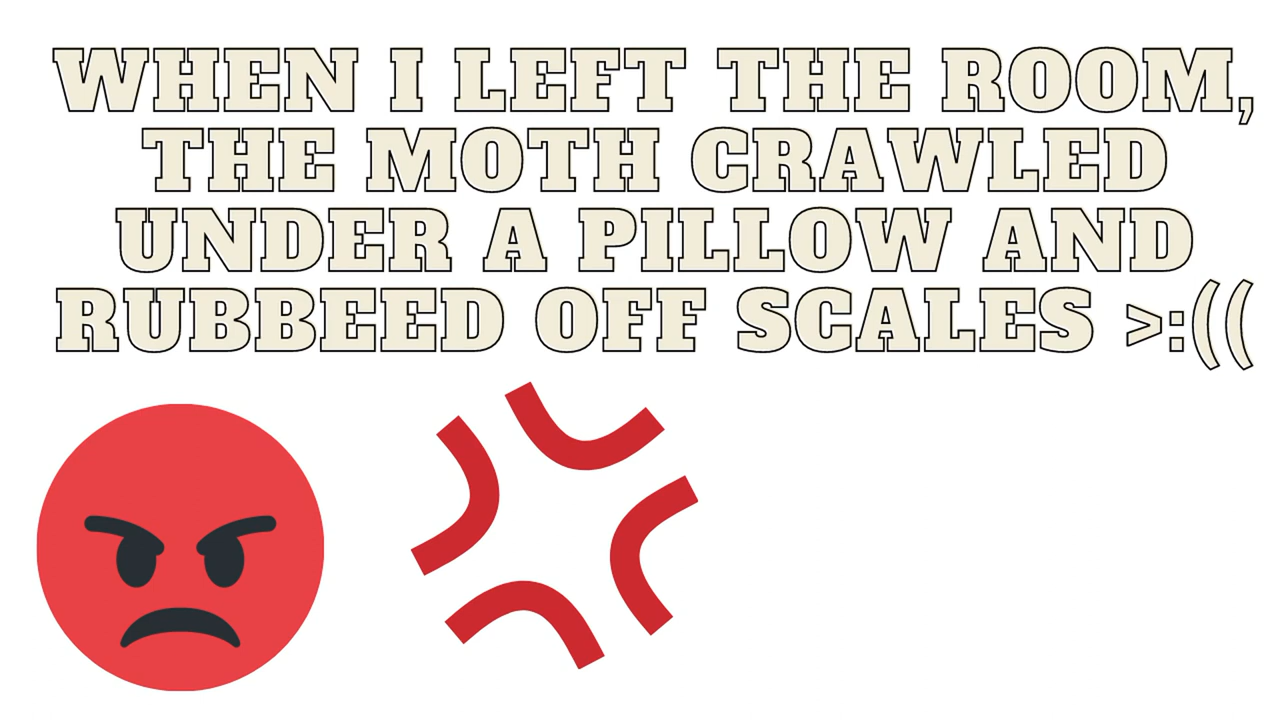 WHEN I LEFT THE ROOM,
THE MOTH CRAWLED
UNDER A PILLOW AND
RUBBEED OFF SCALES >:((